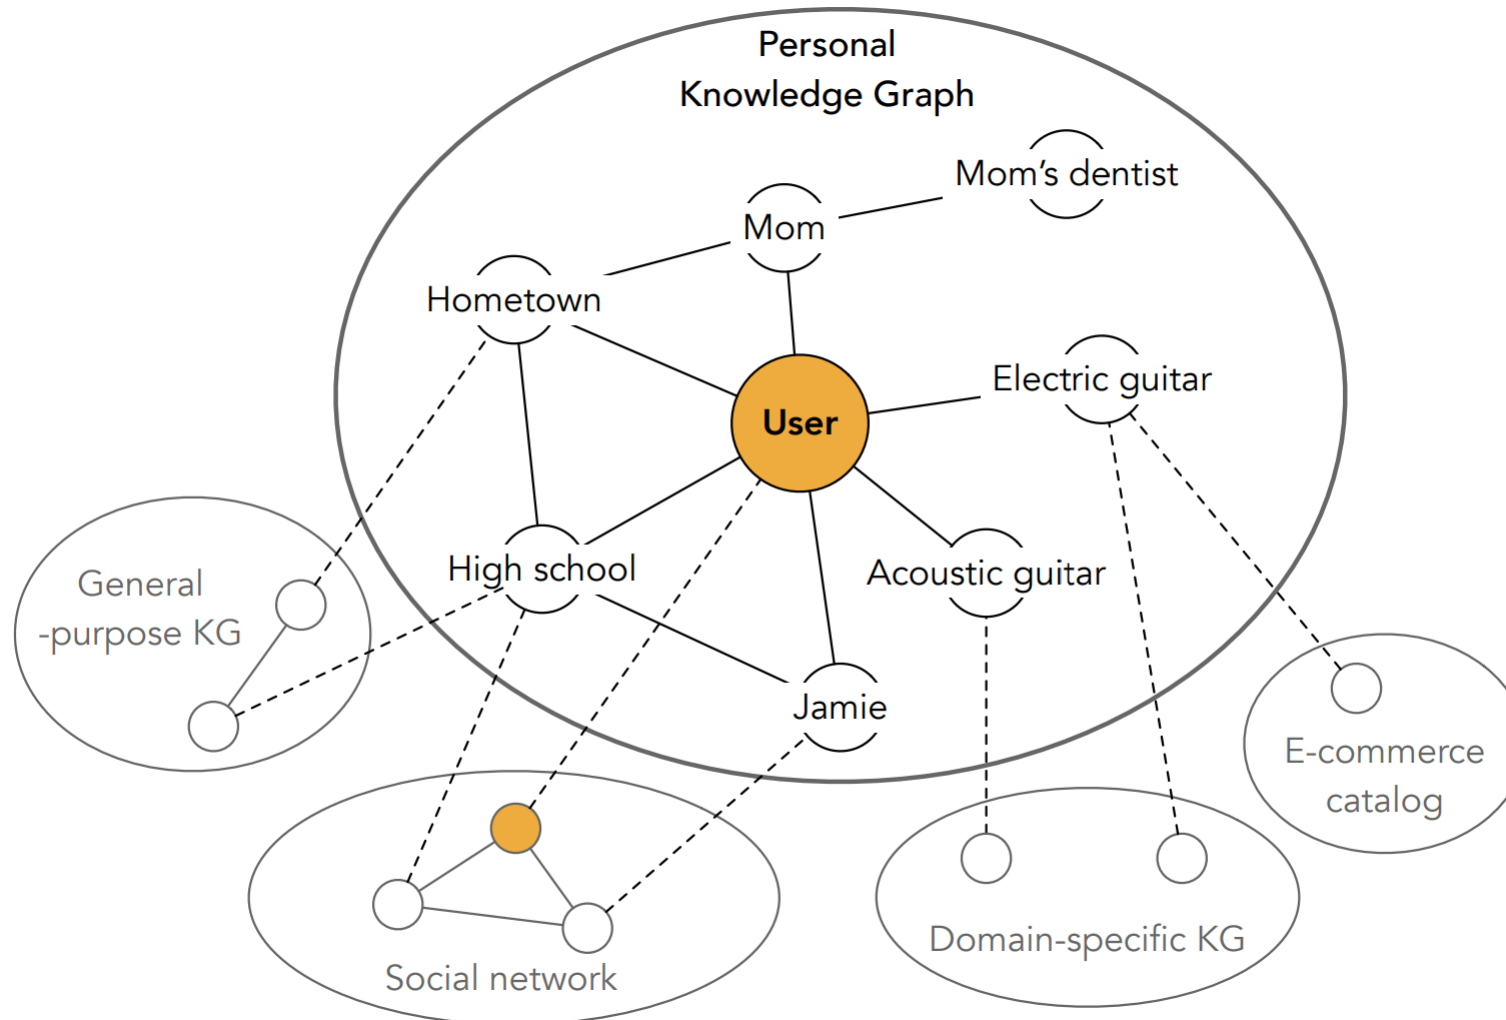 Personal
Knowledge Graph
Mom's dentist
Mom
Hometown
Electric guitar
User
High school
Acoustic guitar
Jamie
General
-purpose KG
E-commerce
catalog
Domain-specific KG
Social network